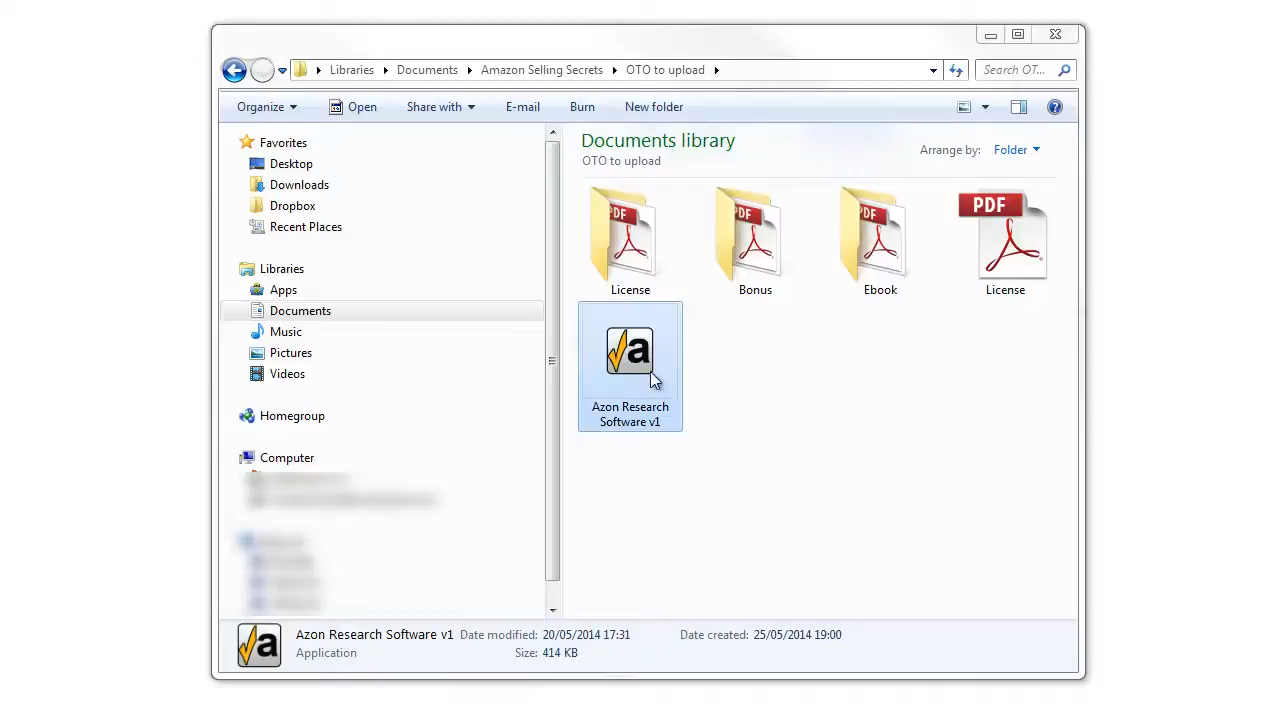 Libraries Documents Amazon Selling Secrets OTO to upload
Search OT...
Organize Open Share with E-mail Burn New folder
Favorites
Desktop
Downloads
Dropbox
Recent Places
Libraries
Apps
Documents
Music
Pictures
Videos
Homegroup
Computer
Documents library
OTO to upload
Arrange by: Folder
PDF
PDF
PDF
PDF
License
Bonus
Ebook
License
a
Azon Research
Software v1
a
Azon Research Software v1 Date modified: 20/05/2014 17:31 Date created: 25/05/2014 19:00
Application Size: 414 KB